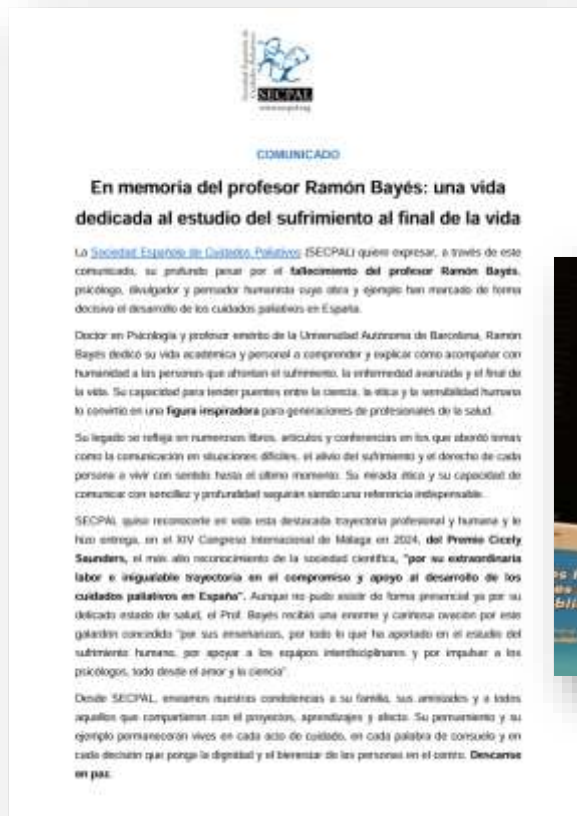 Sociedad Española de
Cuidados Paliativos
SECPAL
www.secpal.org
COMUNICADO
En memoria del profesor Ramón Bayés: una vida
dedicada al estudio del sufrimiento al final de la vida
La Sociedad Española de Cuidados Paliativos (SECPAL) quiere expresar, a través de este
comunicado, su profundo pesar por el fallecimiento del profesor Ramón Bayés,
psicólogo, divulgador y pensador humanista cuya obra y ejemplo han marcado de forma
decisiva el desarrollo de los cuidados paliativos en España.
Doctor en Psicología y profesor emérito de la Universidad Autónoma de Barcelona, Ramón
Bayés dedicó su vida académica y personal a comprender y explicar cómo acompañar con
humanidad a las personas que afrontan el sufrimiento, la enfermedad avanzada y el final de
la vida. Su capacidad para tender puentes entre la ciencia, la ética y la sensibilidad humana
lo convirtió en una figura inspiradora para generaciones de profesionales de la salud.
Su legado se refleja en numerosos libros, artículos y conferencias en los que abordó temas
como la comunicación en situaciones difíciles, el alivio del sufrimiento y el derecho de cada
persona a vivir con sentido hasta el último momento. Su mirada ética y su capacidad de
comunicar con sencillez y profundidad seguirán siendo una referencia indispensable.
SECPAL quiso reconocerle en vida esta destacada trayectoria profesional y humana y le
hizo entrega, en el XIV Congreso Internacional de Málaga en 2024, del Premio Cicely
Saunders, el más alto reconocimiento de la sociedad científica, "por su extraordinaria
labor e inigualable trayectoria en el compromiso y apoyo al desarrollo de los
cuidados paliativos en España". Aunque no pudo asistir de forma presencial ya por su
delicado estado de salud, el Prof. Bayés recibió una enorme y cariñosa ovación por este
galardón concedido "por sus enseñanzas, por todo lo que ha aportado en el estudio del
sufrimiento humano, por apoyar a los equipos interdisciplinares y por impulsar a los
psicólogos, todo desde el amor y la ciencia".
Desde SECPAL, enviamos nuestras condolencias a su familia, sus amistades y a todos
aquellos que compartieron con él proyectos, aprendizajes y afecto. Su pensamiento y su
ejemplo permanecerán vivos en cada acto de cuidado, en cada palabra de consuelo y en
cada decisión que ponga la dignidad y el bienestar de las personas en el centro. Descanse
en paz.